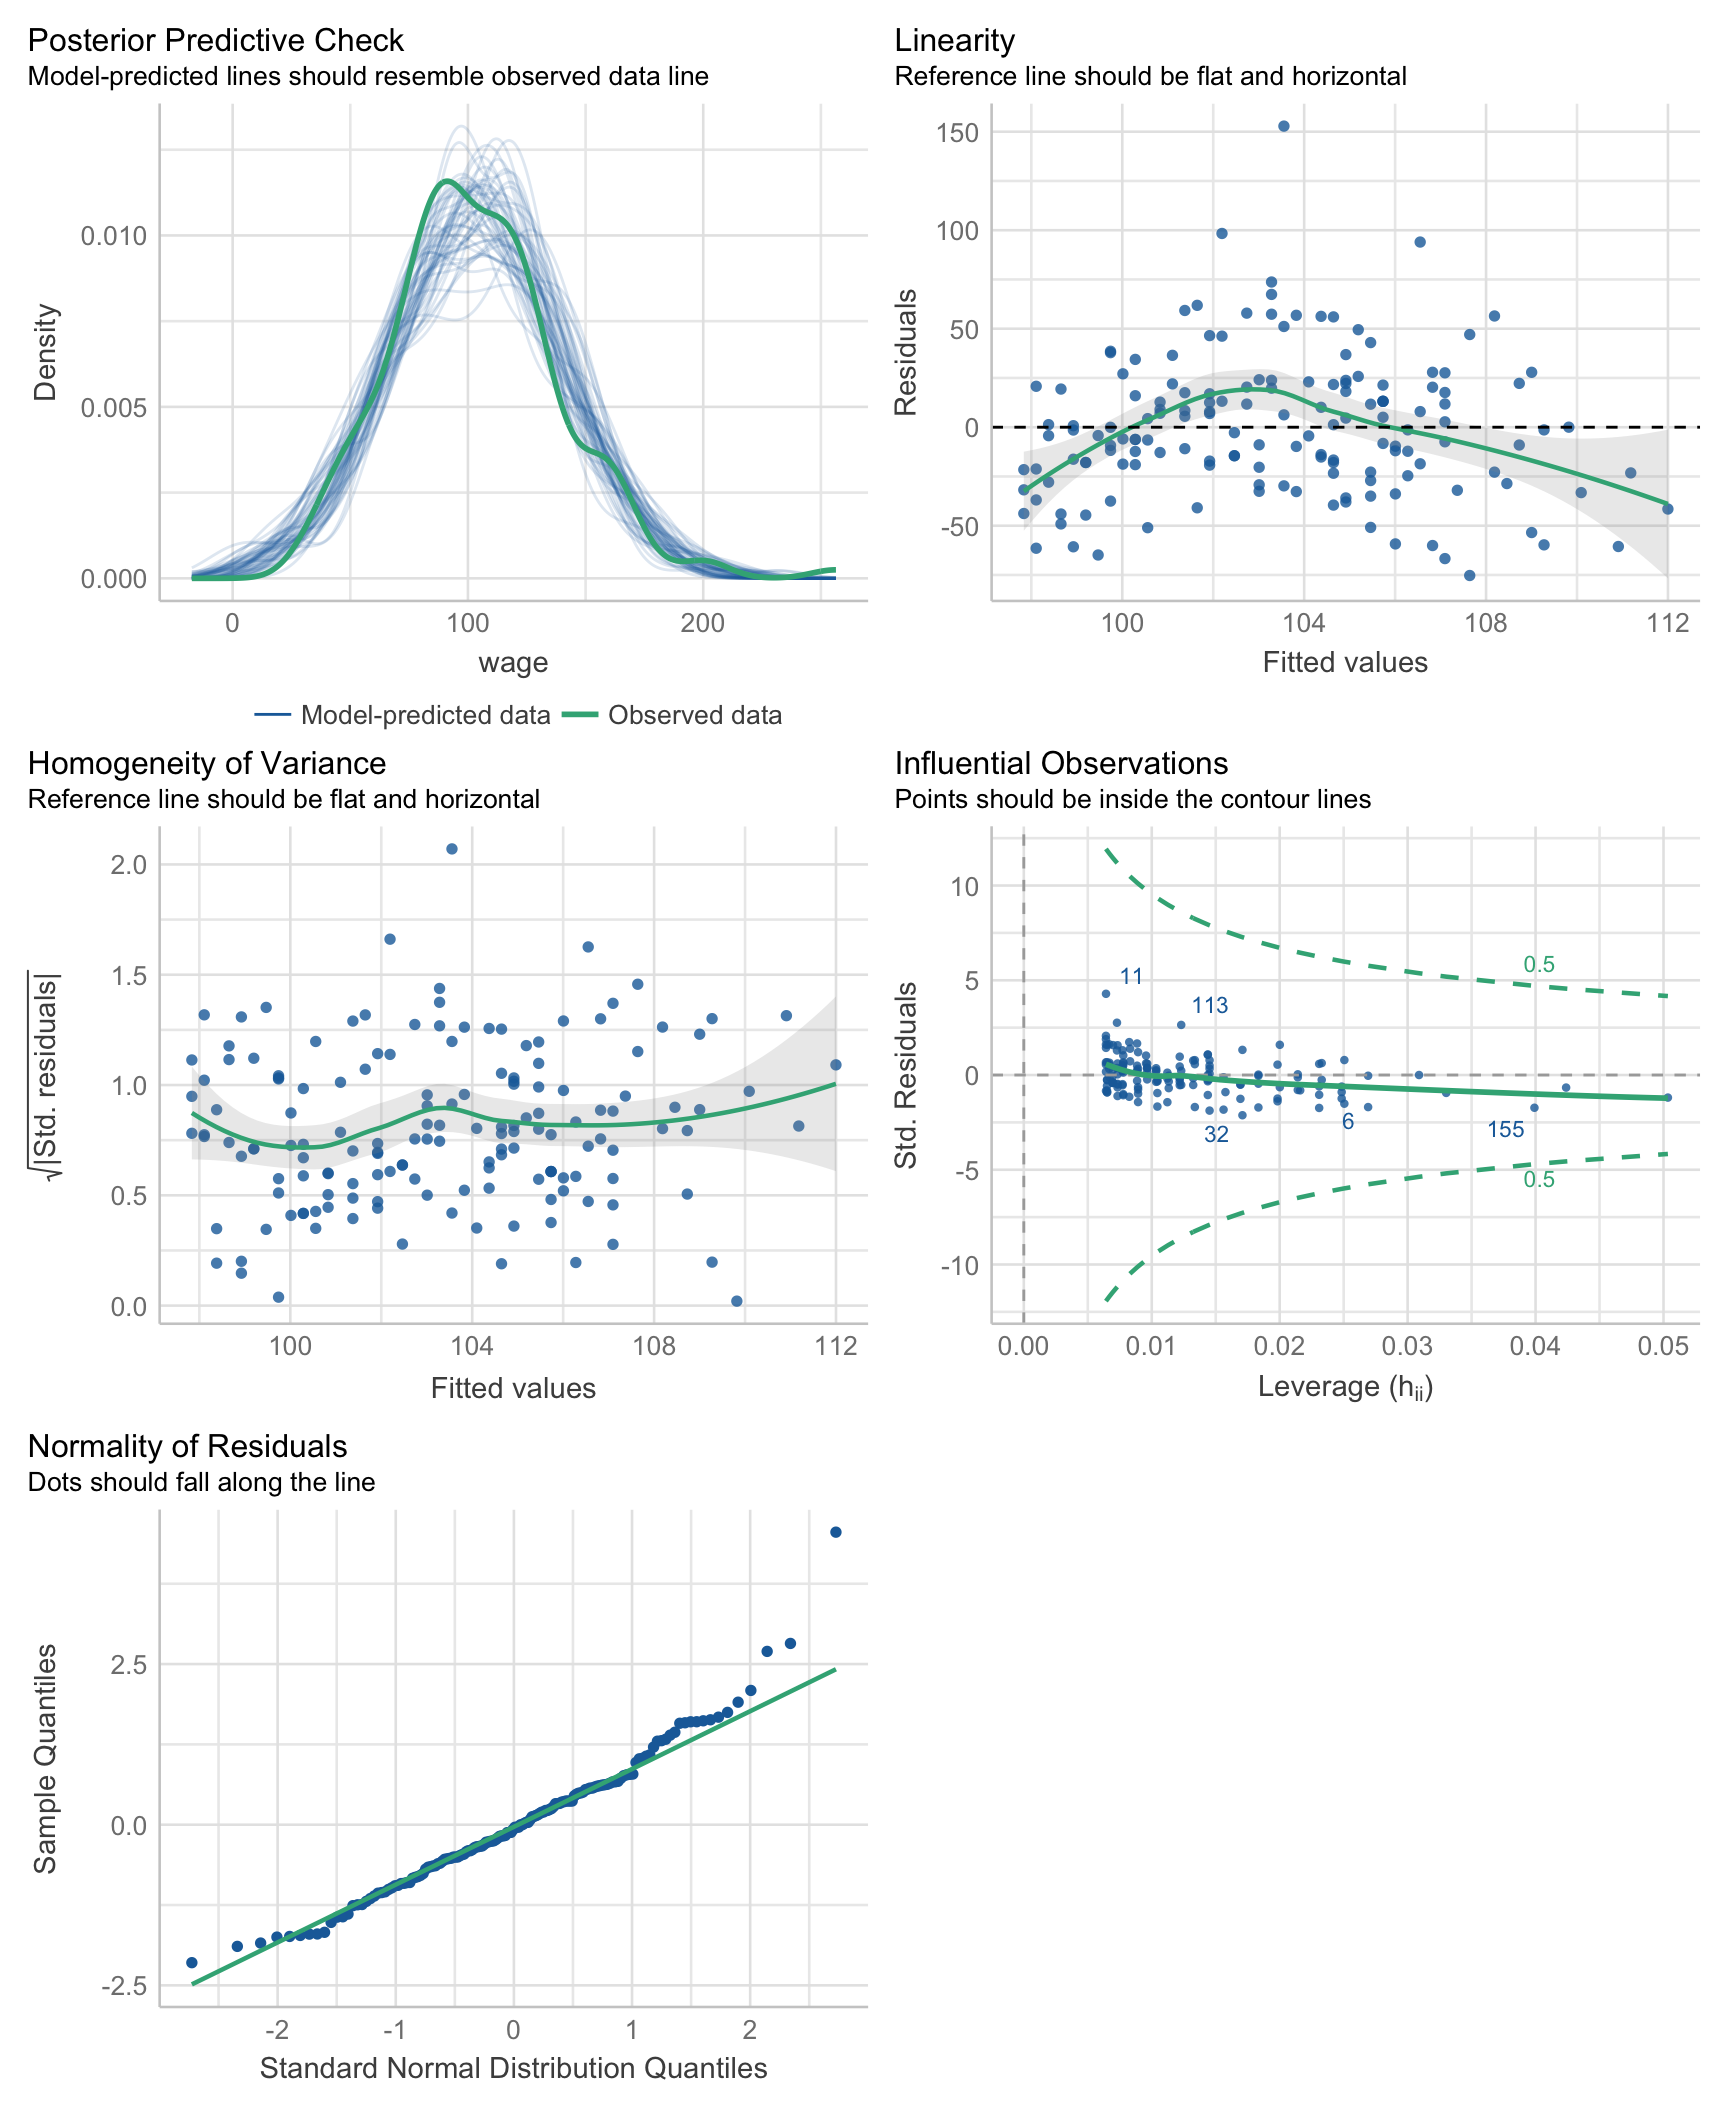 Posterior Predictive Check
Model-predicted lines should resemble observed data line
Density
0.010
0.005
0.000
0
100
200
wage
Model-predicted data
Observed data
Linearity
Reference line should be flat and horizontal
Residuals
150
100
50
0
-50
100
104
108
112
Fitted values
Homogeneity of Variance
Reference line should be flat and horizontal
√|Std. residuals|
2.0
1.5
1.0
0.5
0.0
100
104
108
112
Fitted values
Influential Observations
Points should be inside the contour lines
Std. Residuals
10
5
0
-5
-10
0.5
11
113
32
6
155
0.5
0.00
0.01
0.02
0.03
0.04
0.05
Leverage (hᵢᵢ)
Normality of Residuals
Dots should fall along the line
Sample Quantiles
2.5
0.0
-2.5
-2
-1
0
1
2
Standard Normal Distribution Quantiles